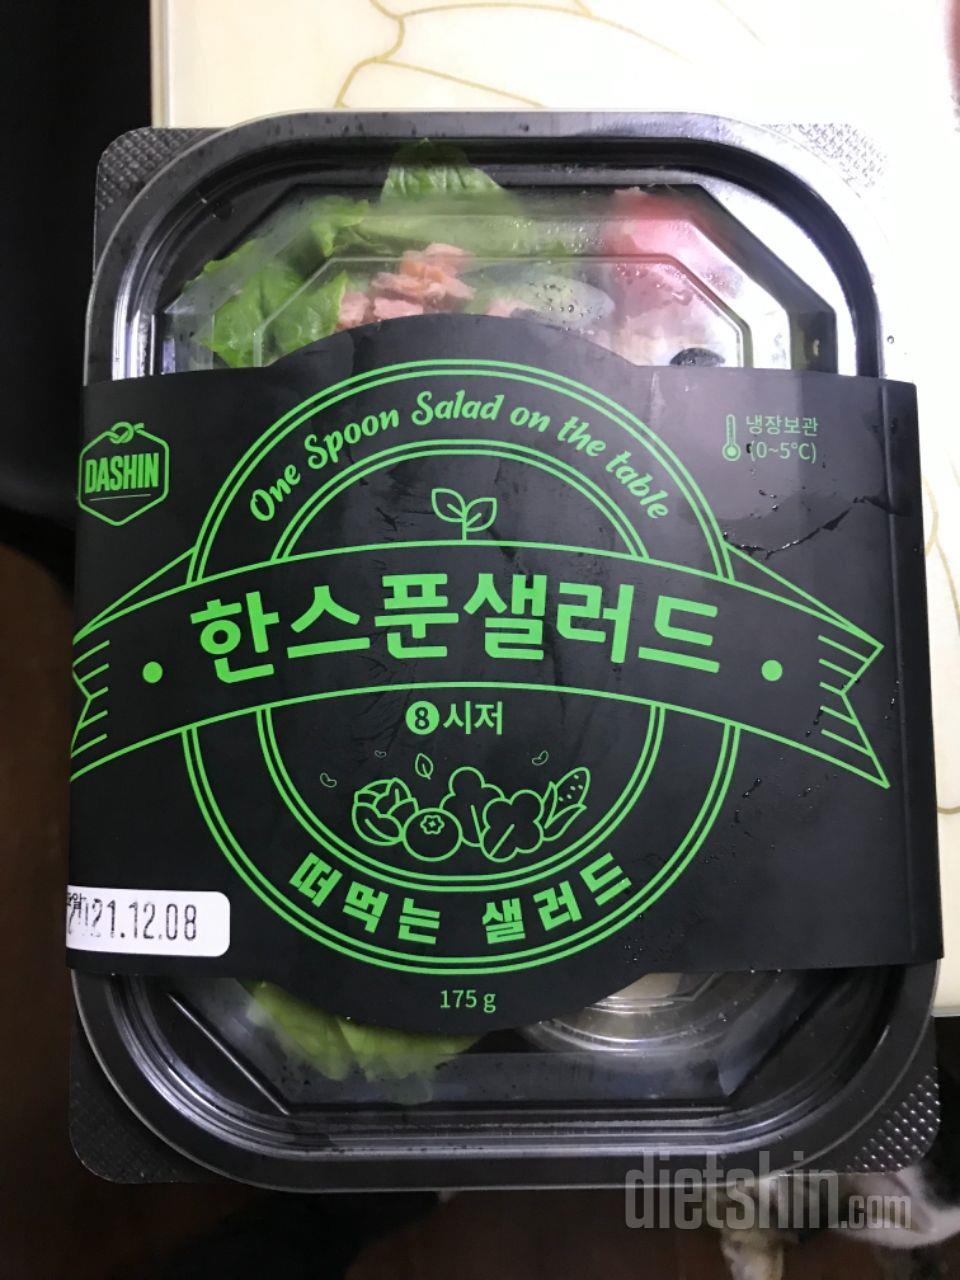 One Spoon Salad on the table
냉장보관
(0~5°C)
DASHIN
한스푼샐러드
8 시저
떠먹는 샐러드
2021.12.08
175 g
dietshin.com